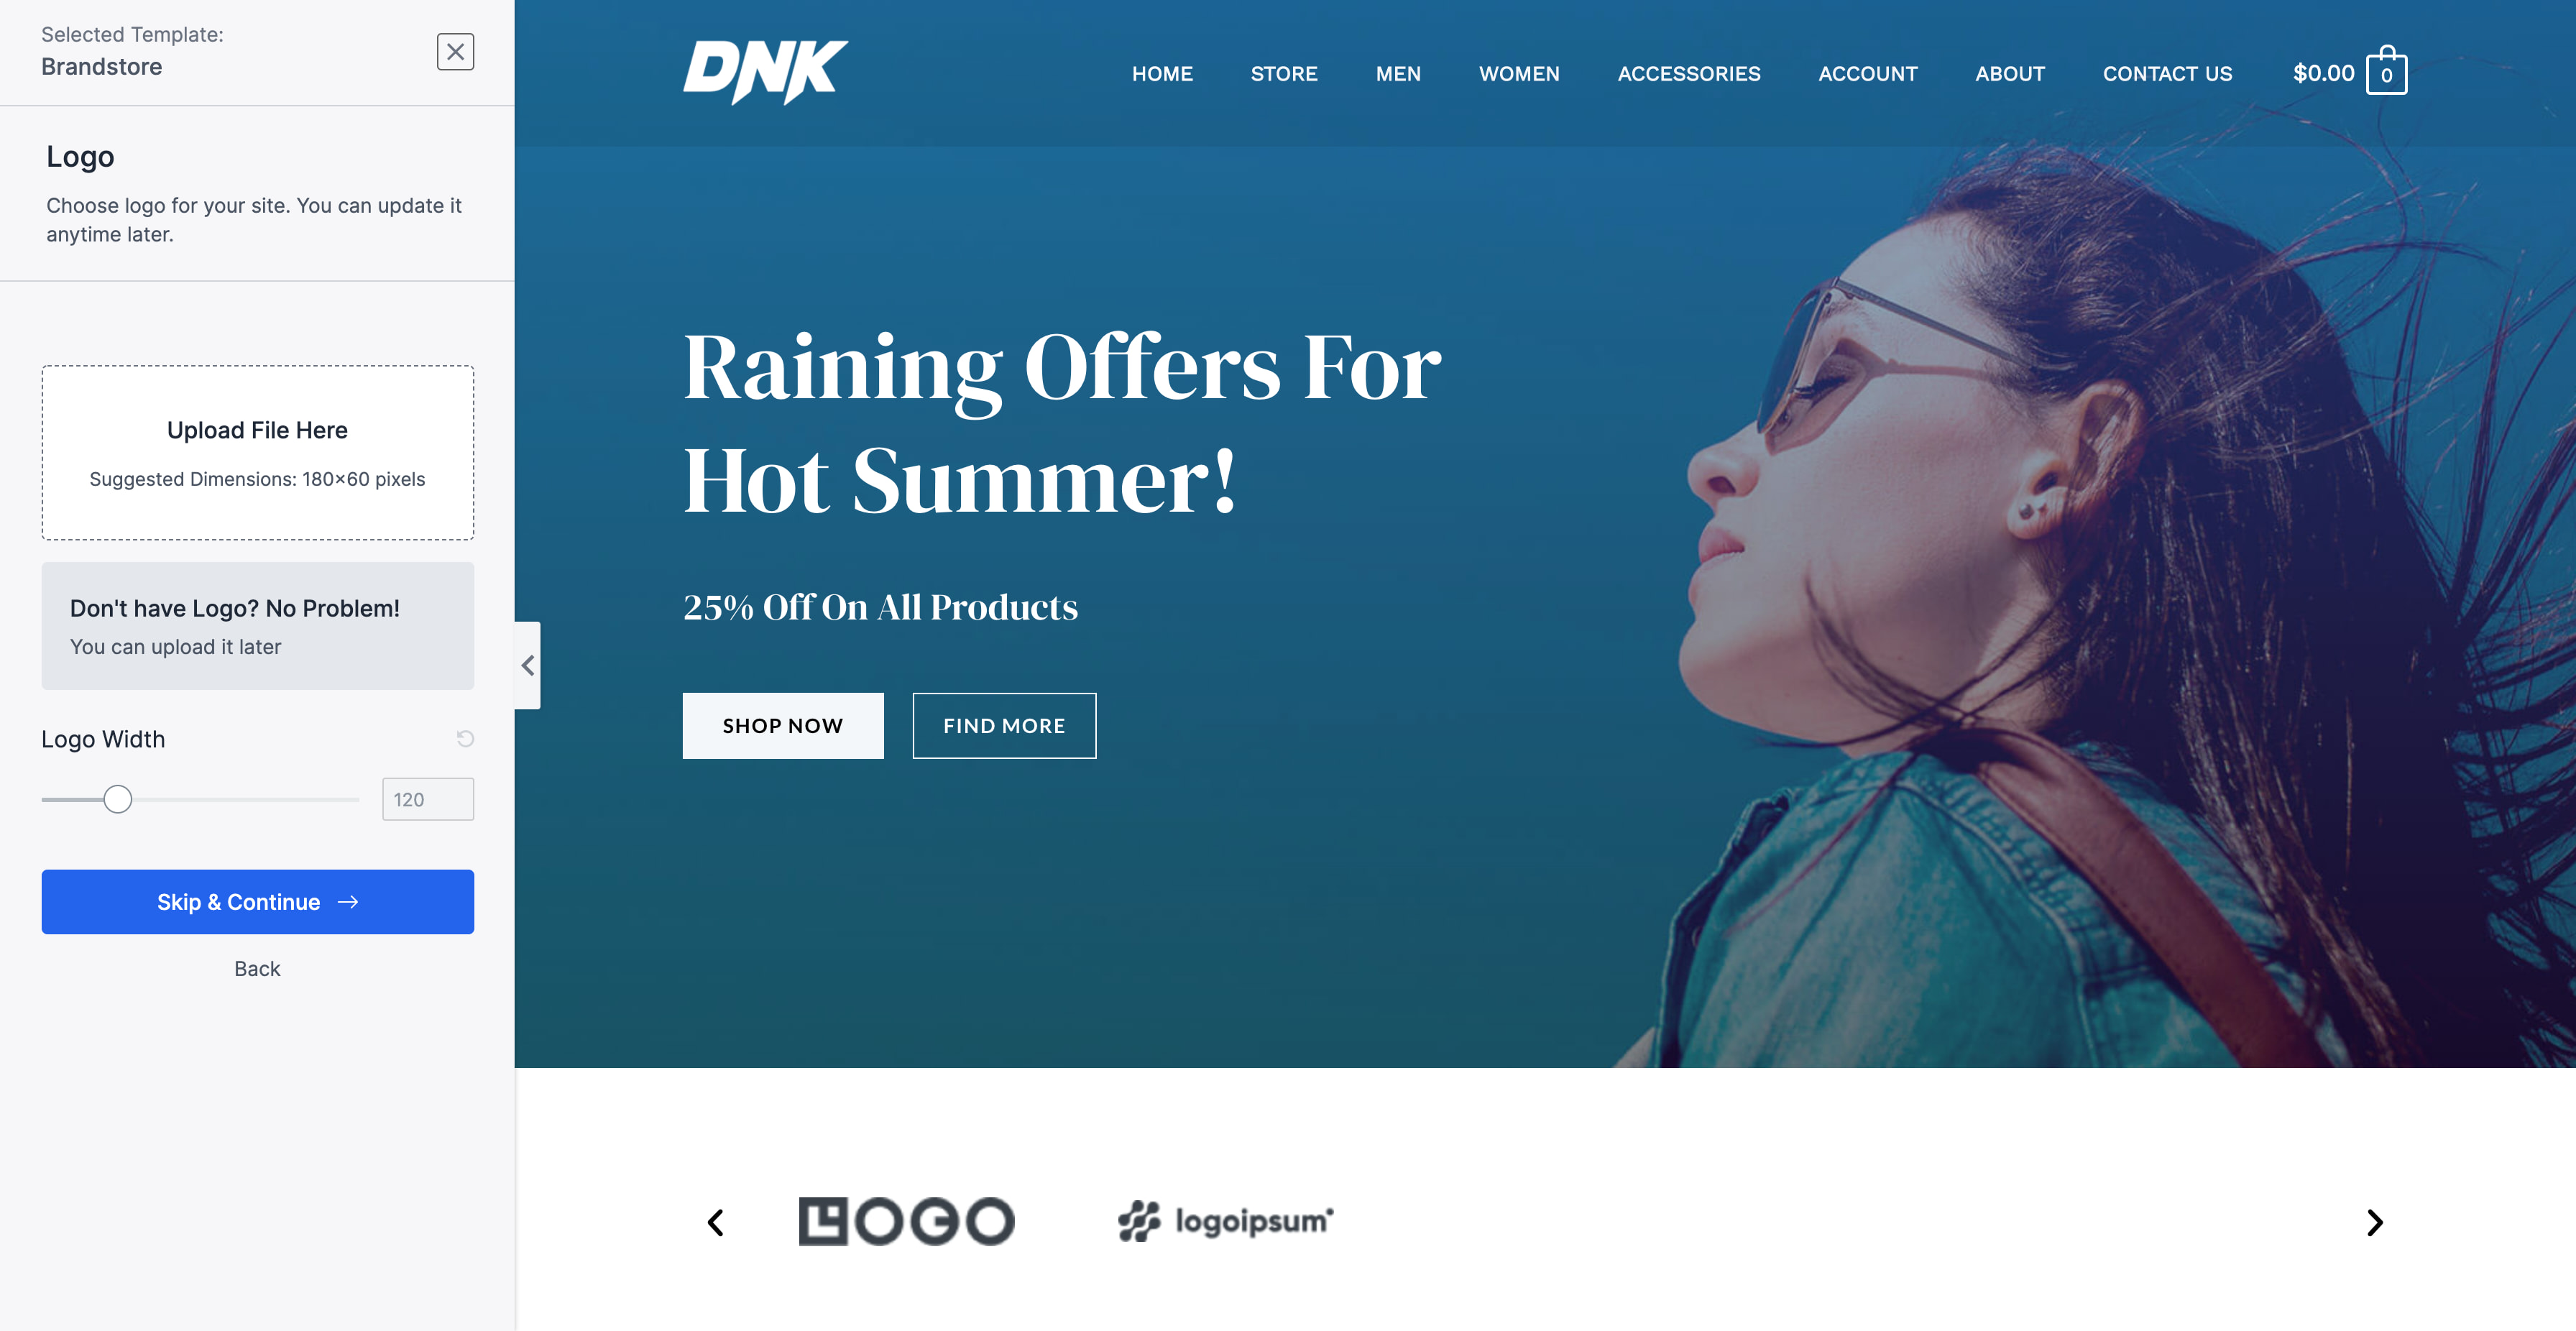 Selected Template:
Brandstore
Logo
Choose logo for your site. You can update it
anytime later.
Upload File Here
Suggested Dimensions: 180×60 pixels
Don't have Logo? No Problem!
You can upload it later
Logo Width
120
Skip & Continue
Back
DNK
HOME STORE MEN WOMEN ACCESSORIES ACCOUNT ABOUT CONTACT US $0.00 0
Raining Offers For
Hot Summer!
25% Off On All Products
SHOP NOW FIND MORE
LOGO logoipsum